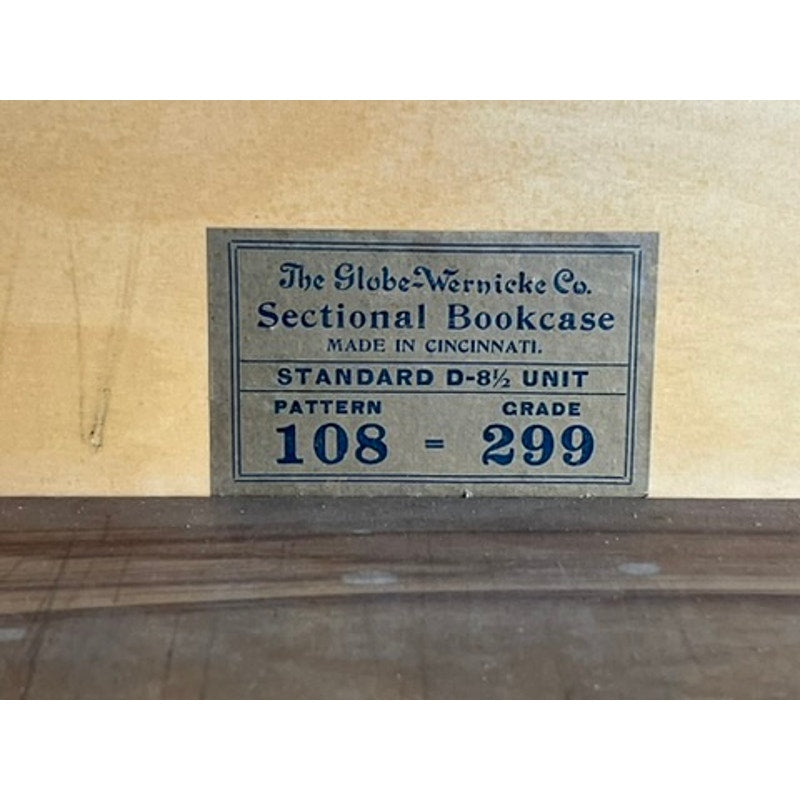 The Globe-Wernicke Co.
Sectional Bookcase
MADE IN CINCINNATI.
STANDARD D-8½ UNIT
PATTERN GRADE
108 = 299